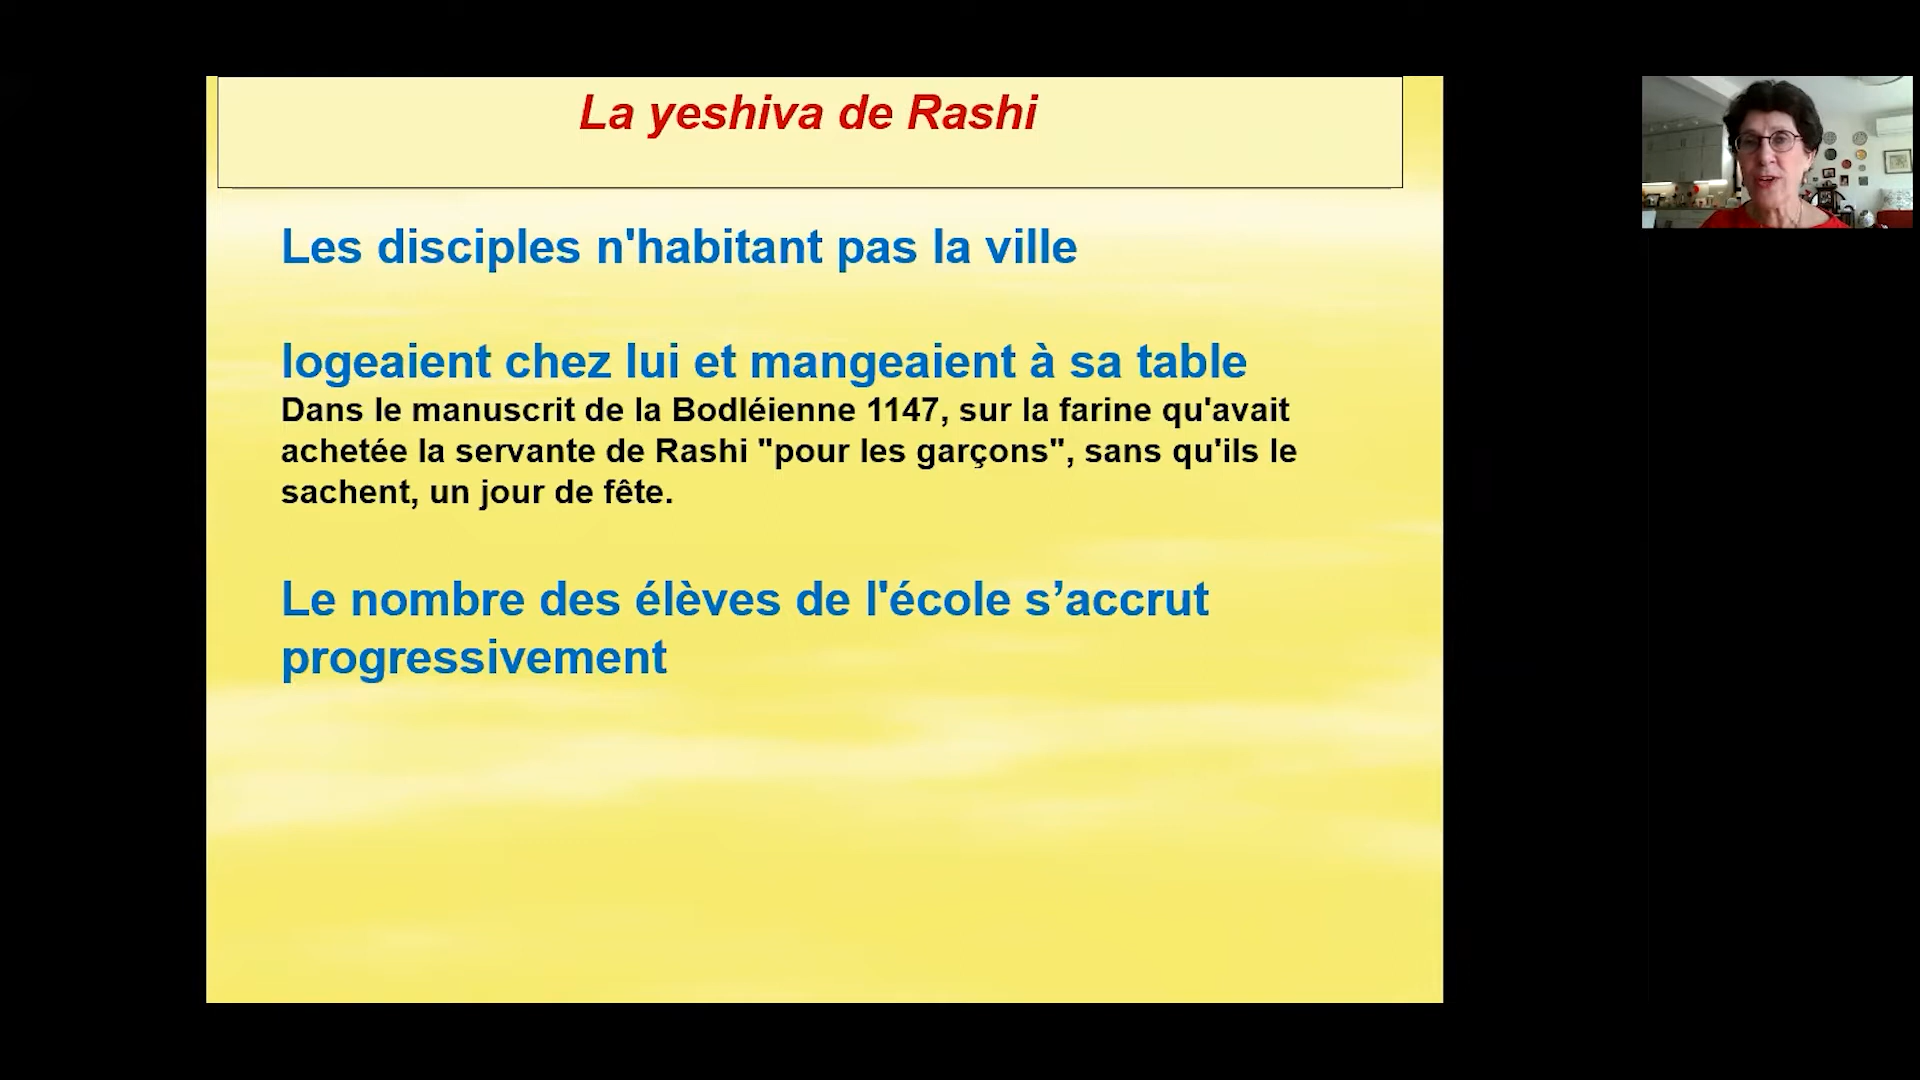 La yeshiva de Rashi
Les disciples n'habitant pas la ville
logeaient chez lui et mangeaient à sa table
Dans le manuscrit de la Bodléienne 1147, sur la farine qu'avait
achetée la servante de Rashi "pour les garçons", sans qu'ils le
sachent, un jour de fête.
Le nombre des élèves de l'école s’accrut
progressivement